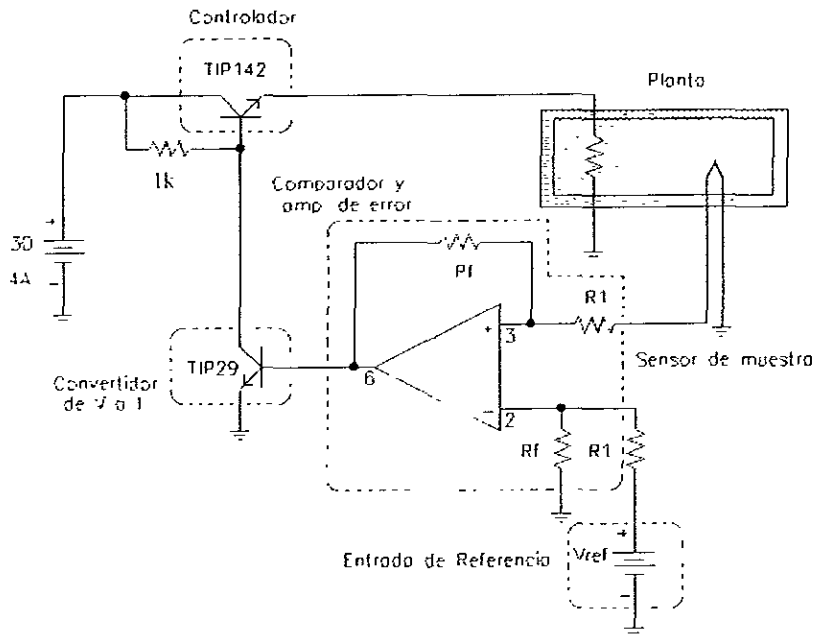 Controlador
TIP142
Planta
1k
Comparador y
amp. de error
+
30
4A
-
Rf
R1
+
3
6
Sensor de muestra
TIP29
Convertidor
de V a I
-
2
Rf
R1
+
Entrada de Referencia
Vref
-